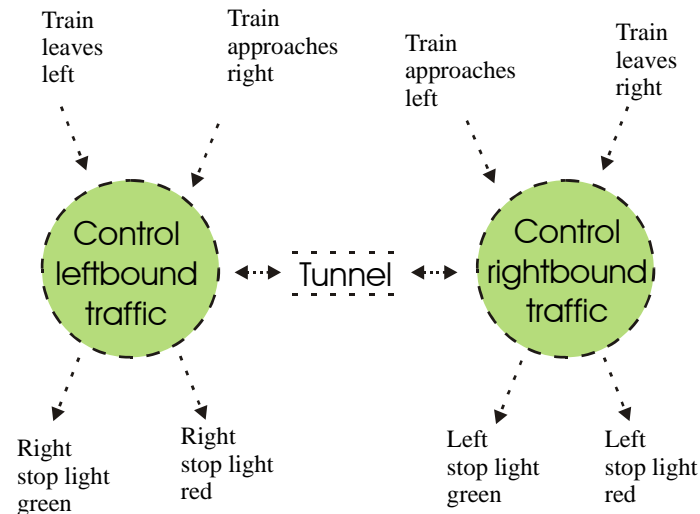 Train
leaves
left
Train
approaches
right
Train
approaches
left
Train
leaves
right
Control
leftbound
traffic
Tunnel
Control
rightbound
traffic
Right
stop light
green
Right
stop light
red
Left
stop light
green
Left
stop light
red